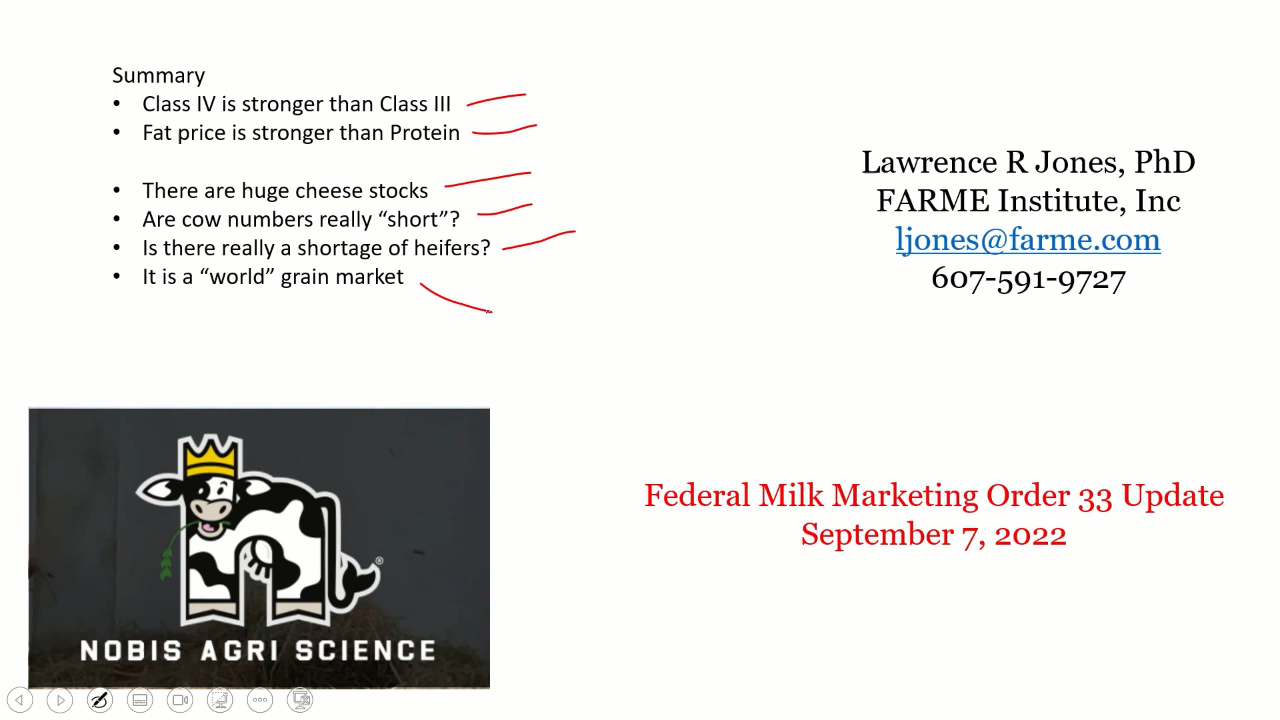 Summary
• Class IV is stronger than Class III
• Fat price is stronger than Protein
• There are huge cheese stocks
• Are cow numbers really “short”?
• Is there really a shortage of heifers?
• It is a “world” grain market
Lawrence R Jones, PhD
FARME Institute, Inc
ljones@farme.com
607-591-9727
®
NOBIS AGRI SCIENCE
Federal Milk Marketing Order 33 Update
September 7, 2022